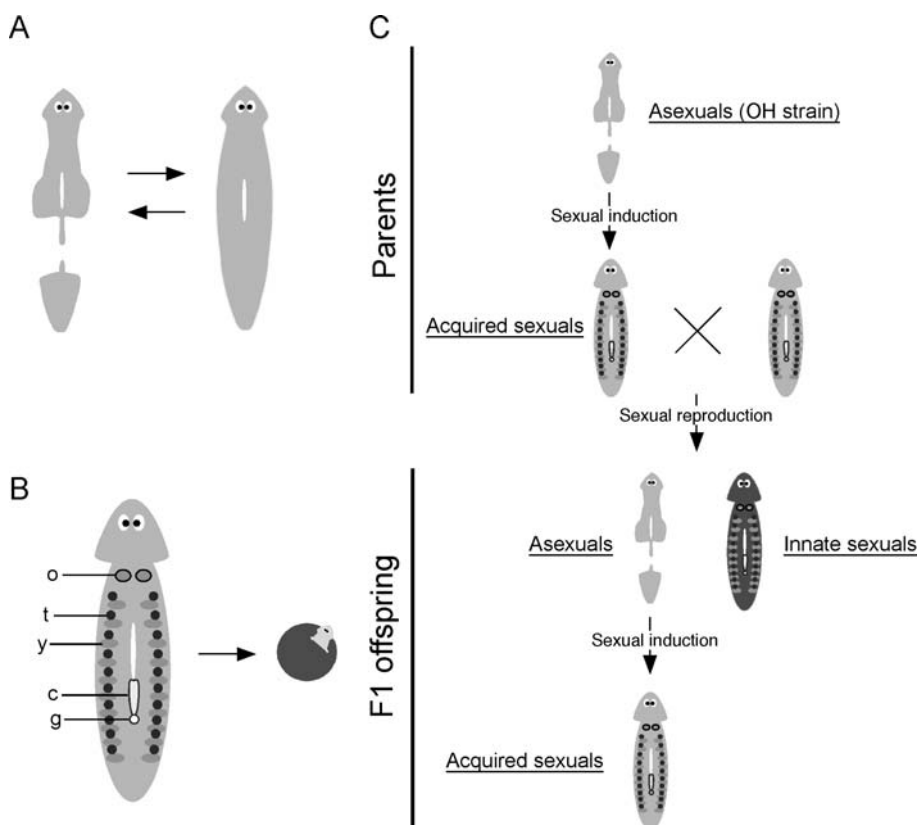 A
B
o
t
y
c
g
C
Parents
Asexuals (OH strain)
Sexual induction
Acquired sexuals
Sexual reproduction
F1 offspring
Asexuals
Innate sexuals
Sexual induction
Acquired sexuals